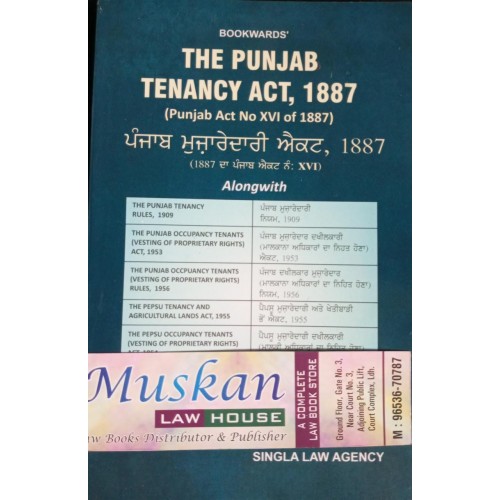 BOOKWARDS'
THE PUNJAB
TENANCY ACT, 1887
(Punjab Act No XVI of 1887)
ਪੰਜਾਬ ਮੁਜ਼ਾਰੇਦਾਰੀ ਐਕਟ, 1887
(1887 ਦਾ ਪੰਜਾਬ ਐਕਟ ਨੰ: XVI)
Alongwith
THE PUNJAB TENANCY
RULES, 1909
ਪੰਜਾਬ ਮੁਜ਼ਾਰੇਦਾਰੀ
ਨਿਯਮ, 1909
THE PUNJAB OCCUPANCY TENANTS
(VESTING OF PROPRIETARY RIGHTS)
ACT, 1953
ਪੰਜਾਬ ਮੁਜ਼ਾਰੇਦਾਰ ਦਖੀਲਕਾਰੀ
(ਮਾਲਕਾਨਾ ਅਧਿਕਾਰਾਂ ਦਾ ਨਿਹਤ ਹੋਣਾ)
ਐਕਟ, 1953
THE PUNJAB OCCPUANCY TENANTS
(VESTING OF PROPRIETARY RIGHTS)
RULES, 1956
ਪੰਜਾਬ ਦਖੀਲਕਾਰ ਮੁਜ਼ਾਰੇਦਾਰ
(ਮਾਲਕਾਨਾ ਅਧਿਕਾਰਾਂ ਦਾ ਨਿਹਤ ਹੋਣਾ)
ਨਿਯਮ, 1956
THE PEPSU TENANCY AND
AGRICULTURAL LANDS ACT, 1955
ਪੈਪਸੂ ਮੁਜ਼ਾਰੇਦਾਰੀ ਅਤੇ ਖੇਤੀਬਾੜੀ
ਭੋਂ ਐਕਟ, 1955
THE PEPSU OCCUPANCY TENANTS
(VESTING OF PROPRIETARY RIGHTS)
ਪੈਪਸੂ ਮੁਜ਼ਾਰੇਦਾਰੀ ਦਖੀਲਕਾਰੀ
(ਮਾਲਕੀ ਅਧਿਕਾਰਾਂ ਦਾ ਨਿਹਿਤ ਹੋਣਾ)
Muskan
LAW HOUSE
Law Books Distributor & Publisher
A COMPLETE
LAW BOOK STORE
Ground Floor, Gate No. 3,
Near Court No. 3,
Adjoining Public Lift,
Court Complex, Ldh.
M : 96536-70787
SINGLA LAW AGENCY